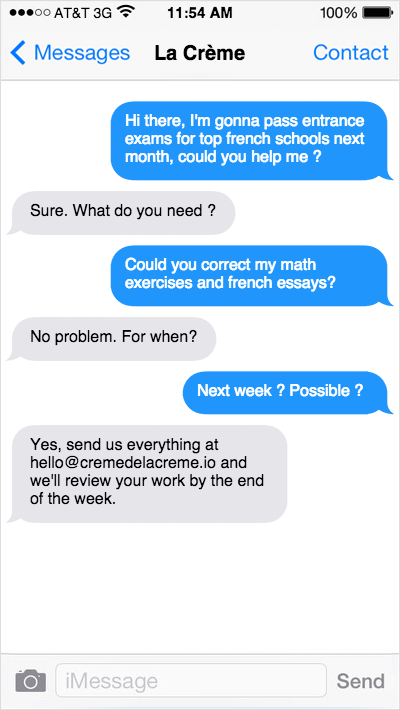 AT&T 3G 11:54 AM 100%
Messages La Crème Contact
Hi there, I'm gonna pass entrance
exams for top french schools next
month, could you help me ?
Sure. What do you need ?
Could you correct my math
exercises and french essays?
No problem. For when?
Next week ? Possible ?
Yes, send us everything at
hello@cremedelacreme.io and
we'll review your work by the end
of the week.
iMessage Send